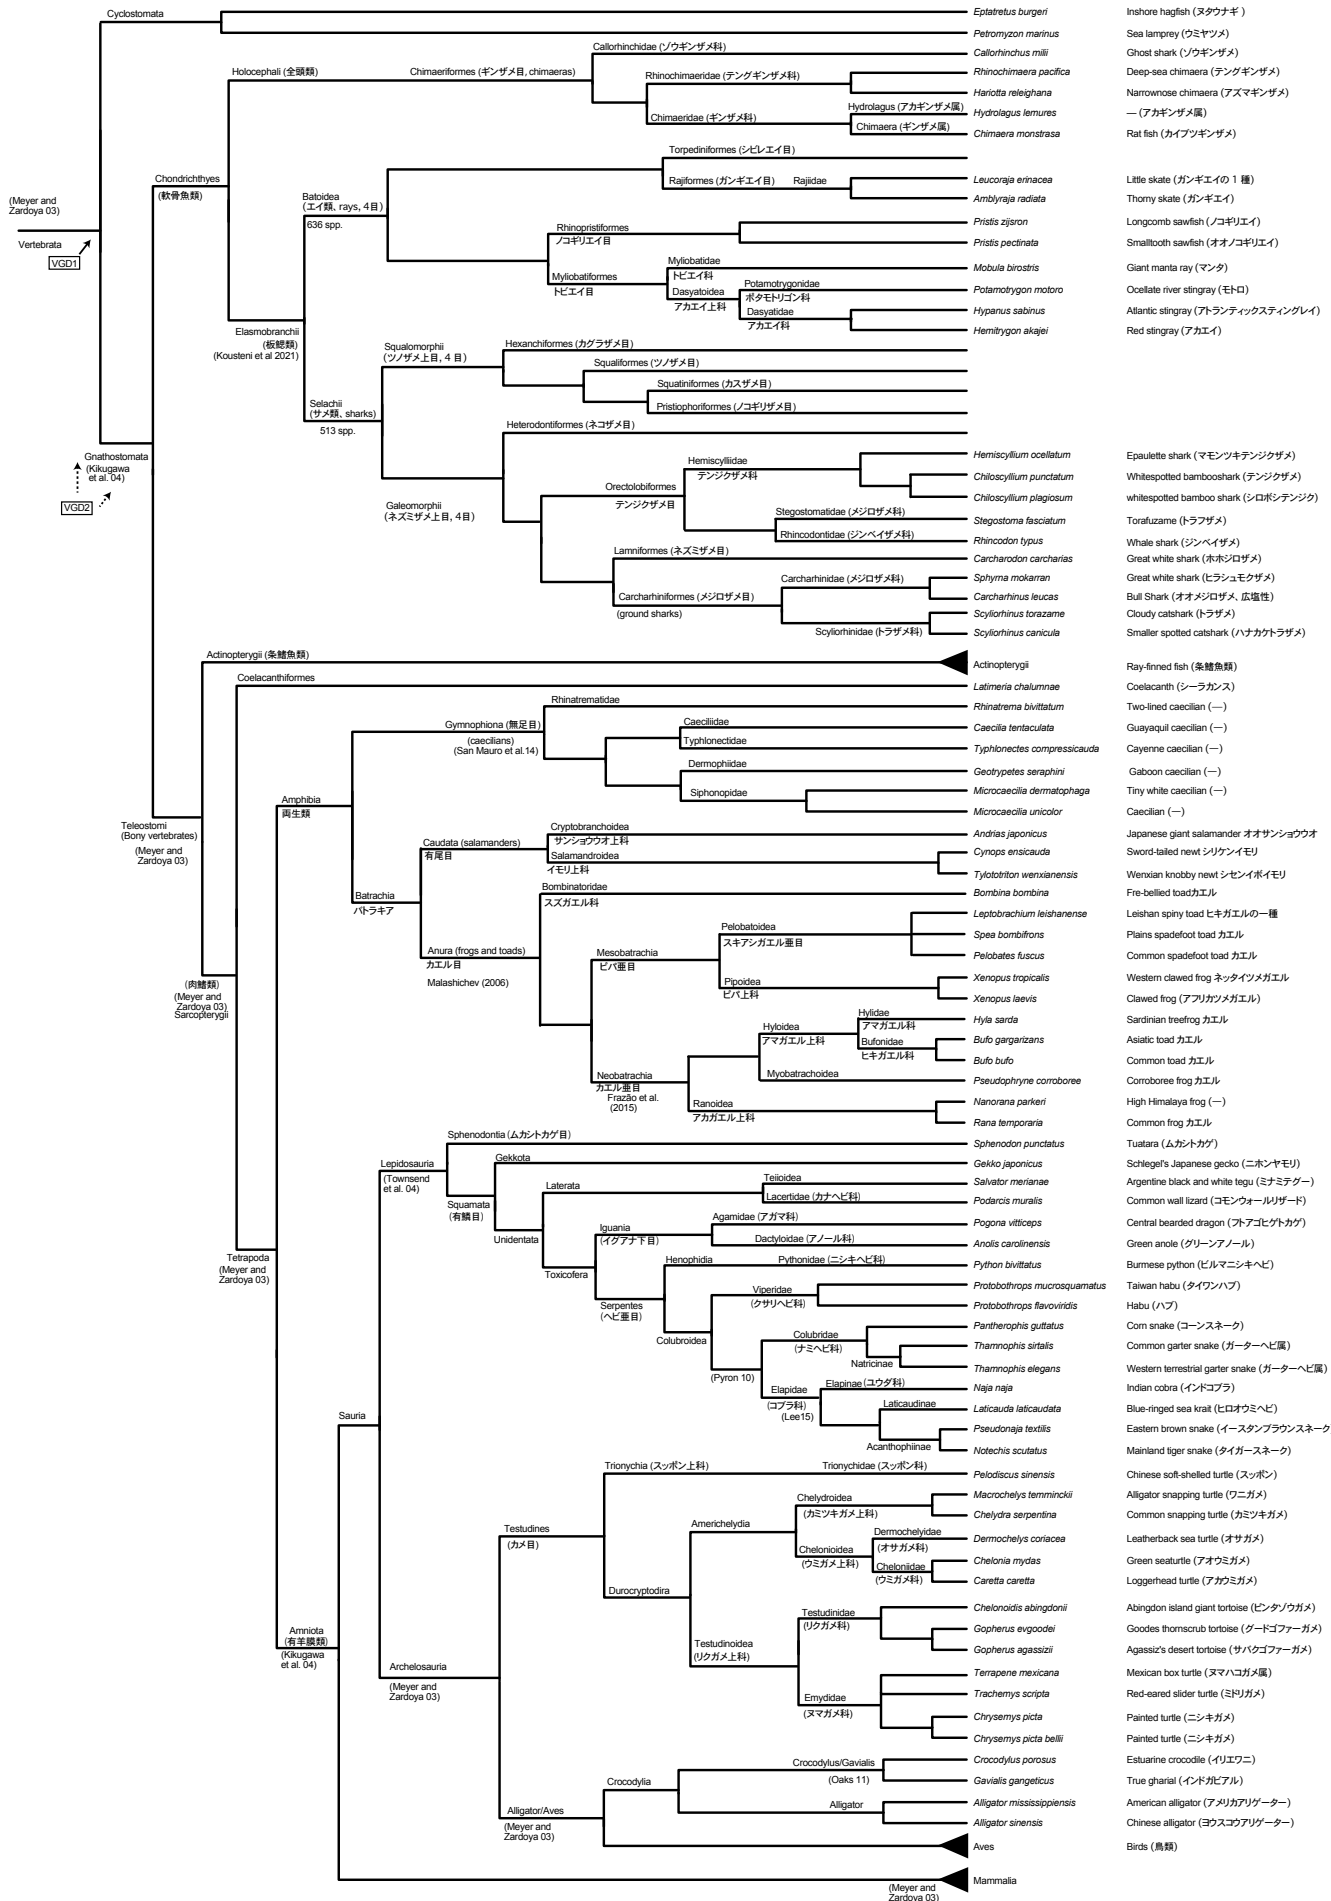 Cyclostomata
Eptatretus burgeri Inshore hagfish (ヌタウナギ )
Petromyzon marinus Sea lamprey (ウミヤツメ)
Callorhinchidae (ゾウギンザメ科)
Callorhinchus milii Ghost shark (ゾウギンザメ)
Holocephali (全頭類) Chimaeriformes (ギンザメ目, chimaeras)
Rhinochimaeridae (テングギンザメ科)
Rhinochimaera pacifica Deep-sea chimaera (テングギンザメ)
Hariotta releighana Narrownose chimaera (アズマギンザメ)
Hydrolagus (アカギンザメ属)
Hydrolagus lemures — (アカギンザメ属)
Chimaeridae (ギンザメ科)
Chimaera (ギンザメ属)
Chimaera monstrasa Rat fish (カイブツギンザメ)
Torpediniformes (シビレエイ目)
Chondrichthyes
(軟骨魚類)
Batoidea
(エイ類、rays, 4目)
636 spp.
Rajiformes (ガンギエイ目) Rajiidae
Leucoraja erinacea Little skate (ガンギエイの 1 種)
Amblyraja radiata Thorny skate (ガンギエイ)
(Meyer and
Zardoya 03)
Vertebrata
VGD1
Rhinopristiformes
ノコギリエイ目
Pristis zijsron Longcomb sawfish (ノコギリエイ)
Pristis pectinata Smalltooth sawfish (オオノコギリエイ)
Myliobatiformes
トビエイ目
Myliobatidae
トビエイ科
Mobula birostris Giant manta ray (マンタ)
Dasyatoidea
アカエイ上科
Potamotrygonidae
ポタモトリゴン科
Potamotrygon motoro Ocellate river stingray (モトロ)
Dasyatidae
アカエイ科
Hypanus sabinus Atlantic stingray (アトランティックスティングレイ)
Hemitrygon akajei Red stingray (アカエイ)
Elasmobranchii
(板鰓類)
(Kousteni et al 2021)
Squalomorphii
(ツノザメ上目, 4 目)
Hexanchiformes (カグラザメ目)
Squaliformes (ツノザメ目)
Squatiniformes (カスザメ目)
Pristiophoriformes (ノコギリザメ目)
Selachii
(サメ類、sharks)
513 spp.
Heterodontiformes (ネコザメ目)
Gnathostomata
(Kikugawa
et al. 04)
VGD2
Galeomorphii
(ネズミザメ上目, 4目)
Orectolobiformes
テンジクザメ目
Hemiscylliidae
テンジクザメ科
Hemiscyllium ocellatum Epaulette shark (マモンツキテンジクザメ)
Chiloscyllium punctatum Whitespotted bambooshark (テンジクザメ)
Chiloscyllium plagiosum whitespotted bamboo shark (シロボシテンジク)
Stegostomatidae (メジロザメ科)
Stegostoma fasciatum Torafuzame (トラフザメ)
Rhincodontidae (ジンベイザメ科)
Rhincodon typus Whale shark (ジンベイザメ)
Lamniformes (ネズミザメ目)
Carcharodon carcharias Great white shark (ホホジロザメ)
Carcharhiniformes (メジロザメ目)
(ground sharks)
Carcharhinidae (メジロザメ科)
Sphyrna mokarran Great white shark (ヒラシュモクザメ)
Carcharhinus leucas Bull Shark (オオメジロザメ、広塩性)
Scyliorhinus torazame Cloudy catshark (トラザメ)
Scyliorhinidae (トラザメ科)
Scyliorhinus canicula Smaller spotted catshark (ハナカケトラザメ)
Actinopterygii (条鰭魚類)
Actinopterygii Ray-finned fish (条鰭魚類)
Coelacanthiformes
Latimeria chalumnae Coelacanth (シーラカンス)
Rhinatrematidae
Rhinatrema bivittatum Two-lined caecilian (—)
Gymnophiona (無足目)
(caecilians)
(San Mauro et al.14)
Caeciliidae
Caecilia tentaculata Guayaquil caecilian (—)
Typhlonectidae
Typhlonectes compressicauda Cayenne caecilian (—)
Dermophiidae
Geotrypetes seraphini Gaboon caecilian (—)
Siphonopidae
Microcaecilia dermatophaga Tiny white caecilian (—)
Microcaecilia unicolor Caecilian (—)
Amphibia
両生類
Teleostomi
(Bony vertebrates)
(Meyer and
Zardoya 03)
Caudata (salamanders)
有尾目
Cryptobranchoidea
サンショウウオ上科
Andrias japonicus Japanese giant salamander オオサンショウウオ
Salamandroidea
イモリ上科
Cynops ensicauda Sword-tailed newt シリケンイモリ
Tylototriton wenxianensis Wenxian knobby newt シセンイボイモリ
Batrachia
バトラキア
Bombinatoridae
スズガエル科
Bombina bombina Fre-bellied toadカエル
Anura (frogs and toads)
カエル目
Malashichev (2006)
Mesobatrachia
ピパ亜目
Pelobatoidea
スキアシガエル亜目
Leptobrachium leishanense Leishan spiny toad ヒキガエルの一種
Spea bombifrons Plains spadefoot toad カエル
Pelobates fuscus Common spadefoot toad カエル
Pipoidea
ピパ上科
Xenopus tropicalis Western clawed frog ネッタイツメガエル
Xenopus laevis Clawed frog (アフリカツメガエル)
(肉鰭類)
(Meyer and
Zardoya 03)
Sarcopterygii
Neobatrachia
カエル亜目
Frazão et al.
(2015)
Hyloidea
アマガエル上科
Hylidae
アマガエル科
Hyla sarda Sardinian treefrog カエル
Bufonidae
ヒキガエル科
Bufo gargarizans Asiatic toad カエル
Bufo bufo Common toad カエル
Myobatrachoidea
Pseudophryne corroboree Corroboree frog カエル
Ranoidea
アカガエル上科
Nanorana parkeri High Himalaya frog (—)
Rana temporaria Common frog カエル
Sphenodontia (ムカシトカゲ目)
Sphenodon punctatus Tuatara (ムカシトカゲ)
Lepidosauria
(Townsend
et al. 04)
Gekkota
Gekko japonicus Schlegel's Japanese gecko (ニホンヤモリ)
Squamata
(有鱗目)
Unidentata
Laterata
Teiioidea
Salvator merianae Argentine black and white tegu (ミナミテグー)
Lacertidae (カナヘビ科)
Podarcis muralis Common wall lizard (コモンウォールリザード)
Toxicofera
Iguania
(イグアナ下目)
Agamidae (アガマ科)
Pogona vitticeps Central bearded dragon (フトアゴヒゲトカゲ)
Dactyloidae (アノール科)
Anolis carolinensis Green anole (グリーンアノール)
Tetrapoda
(Meyer and
Zardoya 03)
Serpentes
(ヘビ亜目)
Henophidia Pythonidae (ニシキヘビ科)
Python bivittatus Burmese python (ビルマニシキヘビ)
Colubroidea
Viperidae
(クサリヘビ科)
Protobothrops mucrosquamatus Taiwan habu (タイワンハブ)
Protobothrops flavoviridis Habu (ハブ)
(Pyron 10)
Colubridae
(ナミヘビ科)
Pantherophis guttatus Corn snake (コーンスネーク)
Natricinae
Thamnophis sirtalis Common garter snake (ガーターヘビ属)
Thamnophis elegans Western terrestrial garter snake (ガーターヘビ属)
Elapidae
(コブラ科)
(Lee15)
Elapinae (ユウダ科)
Naja naja Indian cobra (インドコブラ)
Laticaudinae
Laticauda laticaudata Blue-ringed sea krait (ヒロオウミヘビ)
Acanthophiinae
Pseudonaja textilis Eastern brown snake (イースタンブラウンスネーク
Notechis scutatus Mainland tiger snake (タイガースネーク)
Sauria
Trionychia (スッポン上科) Trionychidae (スッポン科)
Pelodiscus sinensis Chinese soft-shelled turtle (スッポン)
Testudines
(カメ目)
Durocryptodira
Americhelydia
Chelydroidea
(カミツキガメ上科)
Macrochelys temminckii Alligator snapping turtle (ワニガメ)
Chelydra serpentina Common snapping turtle (カミツキガメ)
Chelonioidea
(ウミガメ上科)
Dermochelyidae
(オサガメ科)
Dermochelys coriacea Leatherback sea turtle (オサガメ)
Cheloniidae
(ウミガメ科)
Chelonia mydas Green seaturtle (アオウミガメ)
Caretta caretta Loggerhead turtle (アカウミガメ)
Testudinoidea
(リクガメ上科)
Testudinidae
(リクガメ科)
Chelonoidis abingdonii Abingdon island giant tortoise (ピンタゾウガメ)
Gopherus evgoodei Goodes thornscrub tortoise (グードゴファーガメ)
Gopherus agassizii Agassiz's desert tortoise (サバクゴファーガメ)
Emydidae
(ヌマガメ科)
Terrapene mexicana Mexican box turtle (ヌマハコガメ属)
Trachemys scripta Red-eared slider turtle (ミドリガメ)
Chrysemys picta Painted turtle (ニシキガメ)
Chrysemys picta bellii Painted turtle (ニシキガメ)
Amniota
(有羊膜類)
(Kikugawa
et al. 04)
Archelosauria
(Meyer and
Zardoya 03)
Alligator/Aves
(Meyer and
Zardoya 03)
Crocodylia
Crocodylus/Gavialis
(Oaks 11)
Crocodylus porosus Estuarine crocodile (イリエワニ)
Gavialis gangeticus True gharial (インドガビアル)
Alligator
Alligator mississippiensis American alligator (アメリカアリゲーター)
Alligator sinensis Chinese alligator (ヨウスコウアリゲーター)
Aves Birds (鳥類)
Mammalia
(Meyer and
Zardoya 03)